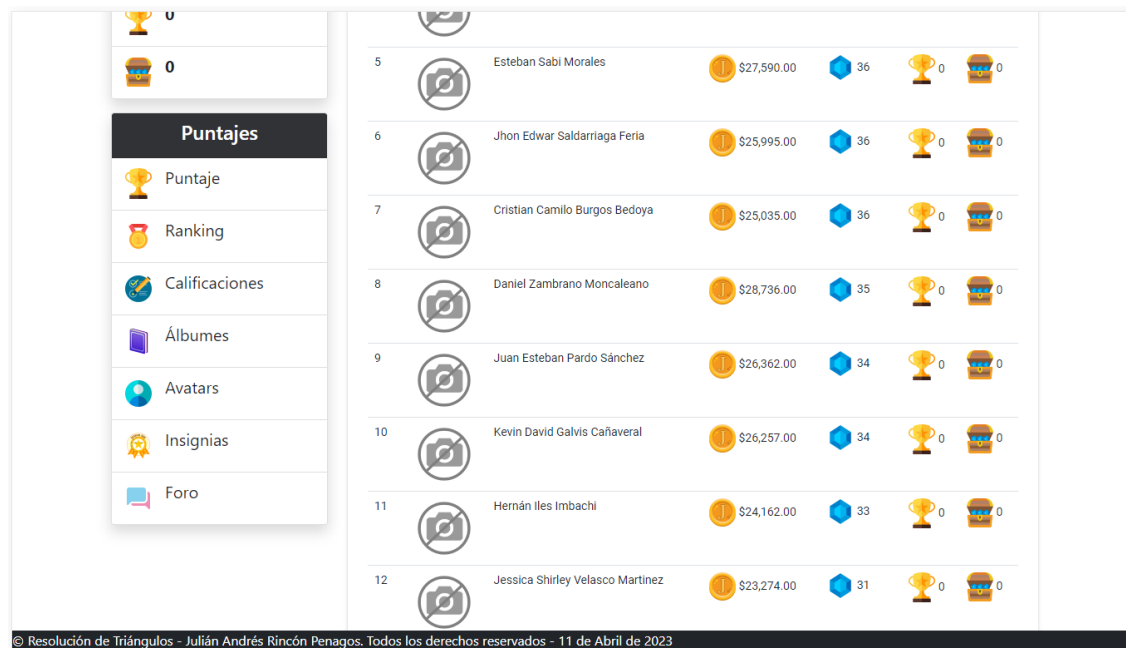 0
0
Puntajes
Puntaje
Ranking
Calificaciones
Álbumes
Avatars
Insignias
Foro
5 Esteban Sabi Morales $27,590.00 36 0 0
6 Jhon Edwar Saldarriaga Feria $25,995.00 36 0 0
7 Cristian Camilo Burgos Bedoya $25,035.00 36 0 0
8 Daniel Zambrano Moncaleano $28,736.00 35 0 0
9 Juan Esteban Pardo Sánchez $26,362.00 34 0 0
10 Kevin David Galvis Cañaveral $26,257.00 34 0 0
11 Hernán Iles Imbachi $24,162.00 33 0 0
12 Jessica Shirley Velasco Martinez $23,274.00 31 0 0
© Resolución de Triángulos - Julián Andrés Rincón Penagos. Todos los derechos reservados - 11 de Abril de 2023